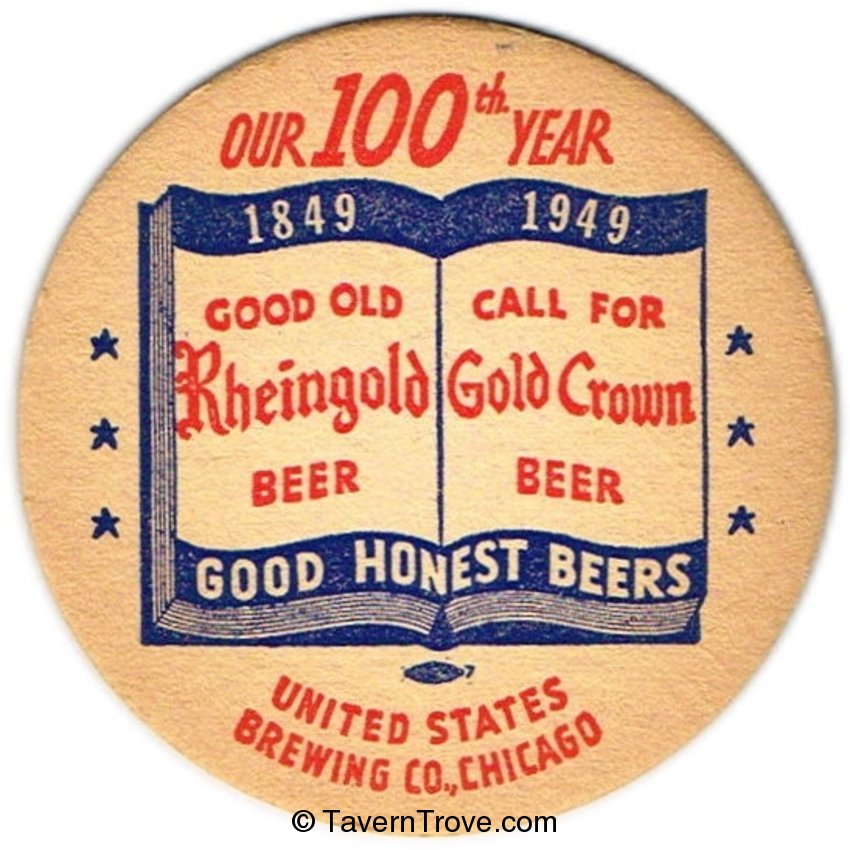 OUR 100th. YEAR
1849 1949
GOOD OLD
Rheingold
BEER
CALL FOR
Gold Crown
BEER
GOOD HONEST BEERS
7
UNITED STATES
BREWING CO., CHICAGO
© TavernTrove.com